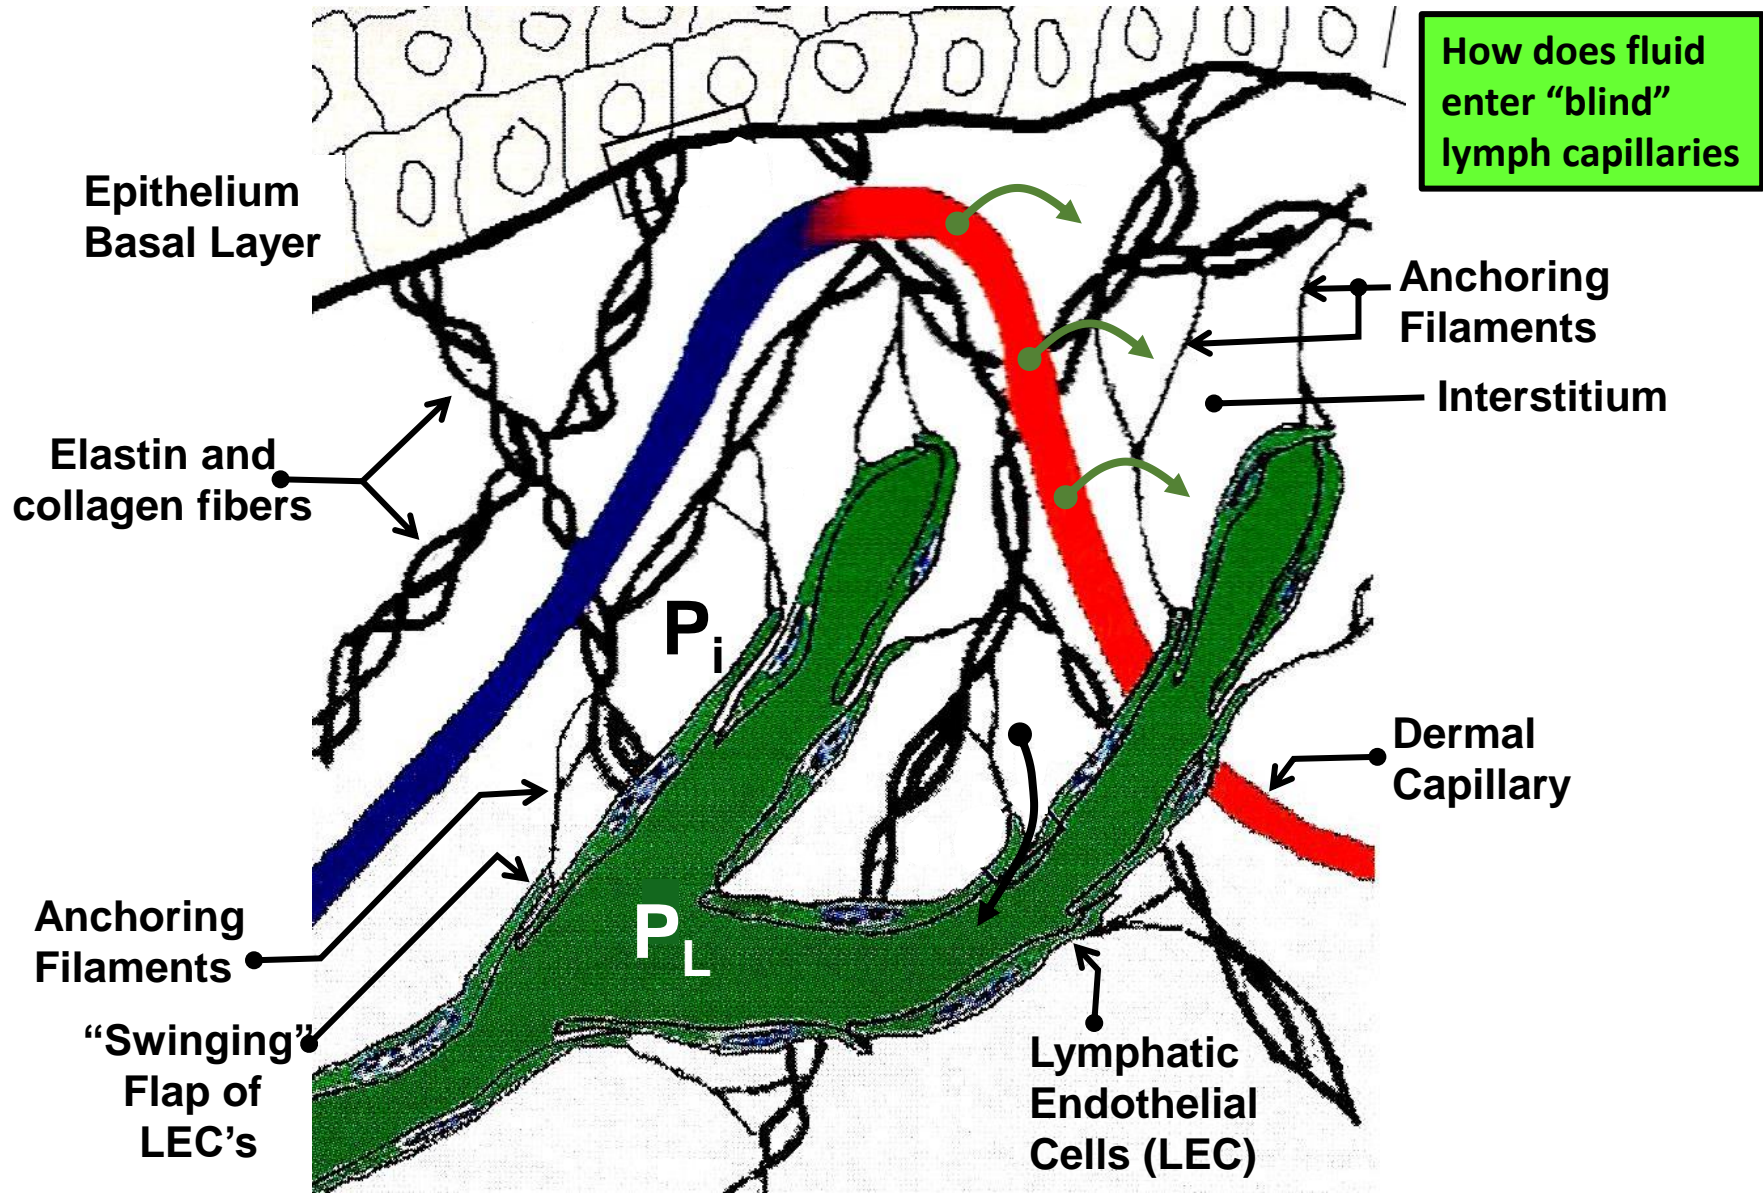 How does fluid
enter “blind”
lymph capillaries
Epithelium
Basal Layer
Anchoring
Filaments
Interstitium
Elastin and
collagen fibers
Pi
Dermal
Capillary
Anchoring
Filaments
PL
“Swinging”
Flap of
LEC’s
Lymphatic
Endothelial
Cells (LEC)